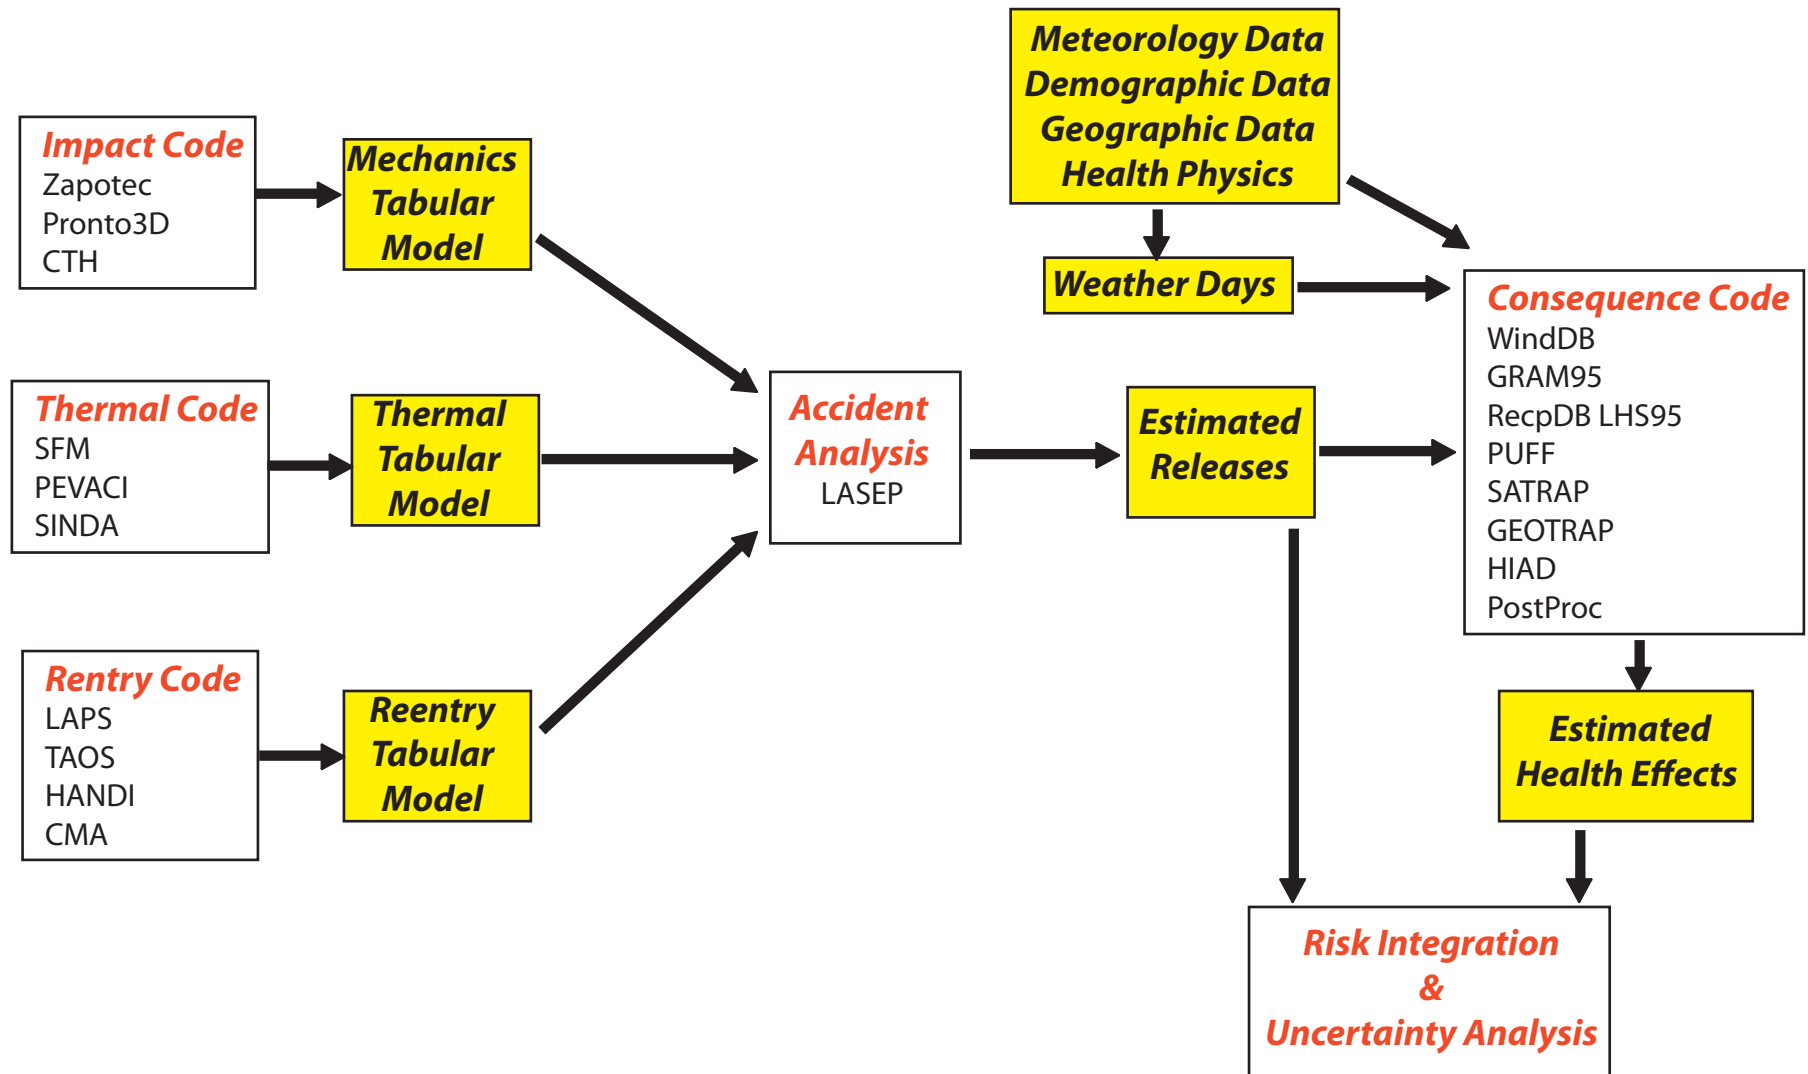 Impact Code
Zapotec
Pronto3D
CTH
Mechanics
Tabular
Model
Thermal Code
SFM
PEVACI
SINDA
Thermal
Tabular
Model
Rentry Code
LAPS
TAOS
HANDI
CMA
Reentry
Tabular
Model
Accident
Analysis
LASEP
Meteorology Data
Demographic Data
Geographic Data
Health Physics
Weather Days
Estimated
Releases
Consequence Code
WindDB
GRAM95
RecpDB LHS95
PUFF
SATRAP
GEOTRAP
HIAD
PostProc
Estimated
Health Effects
Risk Integration
&
Uncertainty Analysis